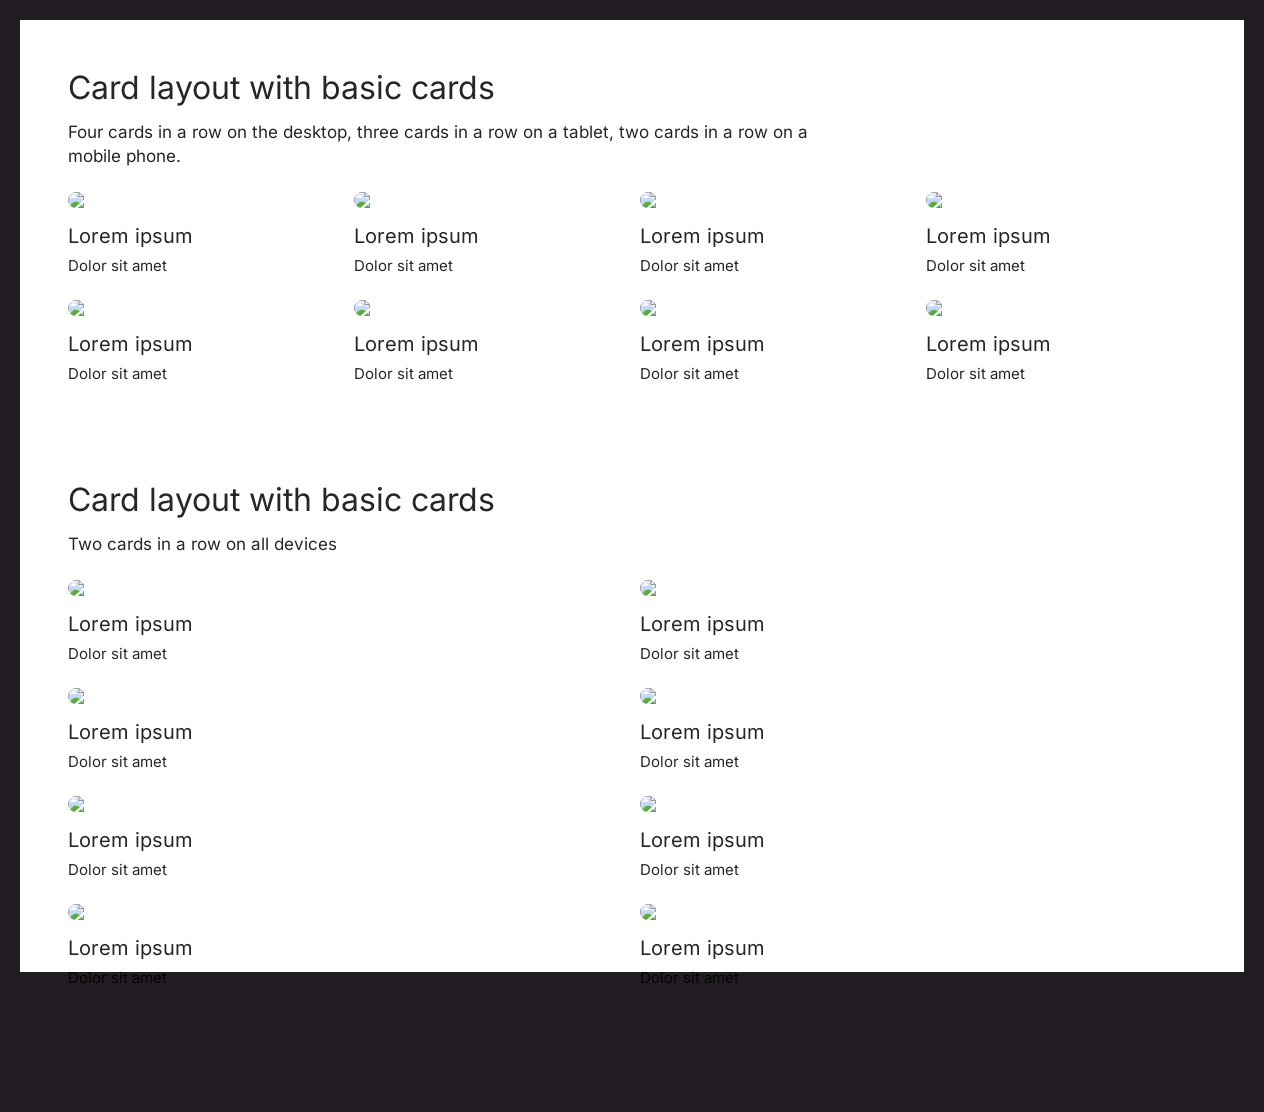 Card layout with basic cards
Four cards in a row on the desktop, three cards in a row on a tablet, two cards in a row on a
mobile phone.
Lorem ipsum Lorem ipsum Lorem ipsum Lorem ipsum
Dolor sit amet Dolor sit amet Dolor sit amet Dolor sit amet
Lorem ipsum Lorem ipsum Lorem ipsum Lorem ipsum
Dolor sit amet Dolor sit amet Dolor sit amet Dolor sit amet
Card layout with basic cards
Two cards in a row on all devices
Lorem ipsum Lorem ipsum
Dolor sit amet Dolor sit amet
Lorem ipsum Lorem ipsum
Dolor sit amet Dolor sit amet
Lorem ipsum Lorem ipsum
Dolor sit amet Dolor sit amet
Lorem ipsum Lorem ipsum
Dolor sit amet Dolor sit amet